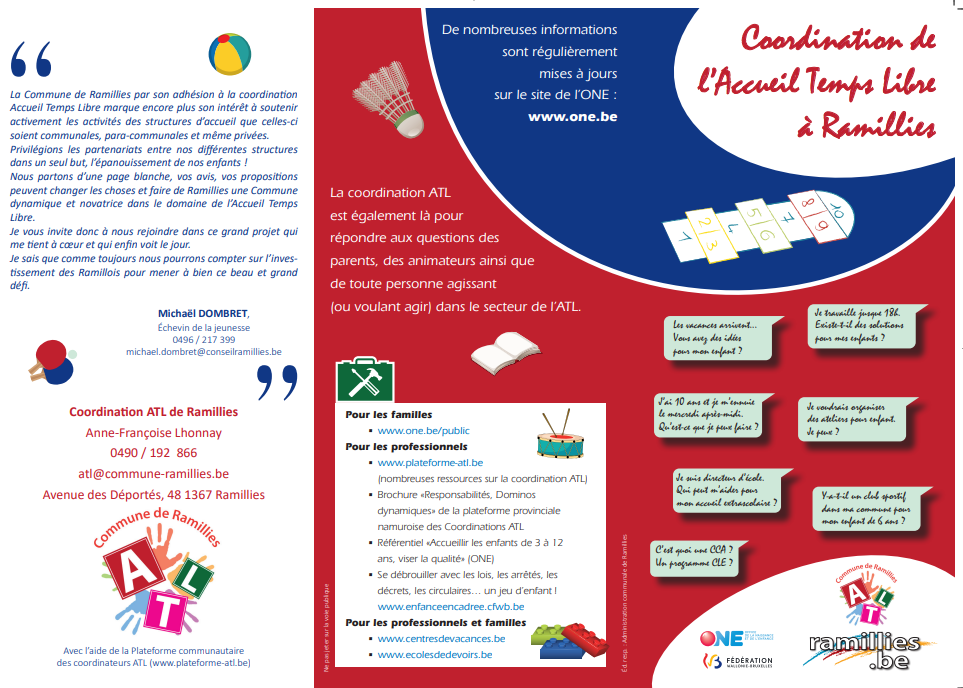 La Commune de Ramillies par son adhésion à la coordination
Accueil Temps Libre marque encore plus son intérêt à soutenir
activement les activités des structures d'accueil que celles-ci
soient communales, para-communales et même privées.
Privilégions les partenariats entre nos différentes structures
dans un seul but, l'épanouissement de nos enfants !
Nous partons d'une page blanche, vos avis, vos propositions
peuvent changer les choses et faire de Ramillies une Commune
dynamique et novatrice dans le domaine de l'Accueil Temps
Libre.
Je vous invite donc à nous rejoindre dans ce grand projet qui
me tient à cœur et qui enfin voit le jour.
Je sais que comme toujours nous pourrons compter sur l'inves-
tissement des Ramillois pour mener à bien ce beau et grand
défi.
Michaël DOMBRET,
Échevin de la jeunesse
0496 / 217 399
michael.dombret@conseilramillies.be
Coordination ATL de Ramillies
Anne-Françoise Lhonnay
0490 / 192 866
atl@commune-ramillies.be
Avenue des Déportés, 48 1367 Ramillies
Commune de Ramillies
A L
T
Avec l'aide de la Plateforme communautaire
des coordinateurs ATL (www.plateforme-atl.be)
De nombreuses informations
sont régulièrement
mises à jours
sur le site de l'ONE :
www.one.be
La coordination ATL
est également là pour
répondre aux questions des
parents, des animateurs ainsi que
de toute personne agissant
(ou voulant agir) dans le secteur de l'ATL.
Pour les familles
▪ www.one.be/public
Pour les professionnels
▪ www.plateforme-atl.be
(nombreuses ressources sur la coordination ATL)
▪ Brochure «Responsabilités, Dominos
dynamiques» de la plateforme provinciale
namuroise des Coordinations ATL
▪ Référentiel «Accueillir les enfants de 3 à 12
ans, viser la qualité» (ONE)
▪ Se débrouiller avec les lois, les arrêtés, les
décrets, les circulaires... un jeu d'enfant !
www.enfanceencadree.cfwb.be
Pour les professionnels et familles
▪ www.centresdevacances.be
▪ www.ecolesdedevoirs.be
Ne pas jeter sur la voie publique
Éd. resp. : Administration communale de Ramillies
Coordination de
l'Accueil Temps Libre
à Ramillies
1 2 3 4 5 6 7 8 9 10
Les vacances arrivent...
Vous avez des idées
pour mon enfant ?
Je travaille jusque 18h.
Existe-t-il des solutions
pour mes enfants ?
J'ai 10 ans et je m'ennuie
le mercredi après-midi.
Qu'est-ce que je peux faire ?
Je voudrais organiser
des ateliers pour enfant.
Je peux ?
Je suis directeur d'école.
Qui peut m'aider pour
mon accueil extrascolaire ?
Y-a-t-il un club sportif
dans ma commune pour
mon enfant de 6 ans ?
C'est quoi une CCA ?
Un programme CLE ?
Commune de Ramillies
A L
T
ONE
FÉDÉRATION
WALLONIE-BRUXELLES
ramillies
.be